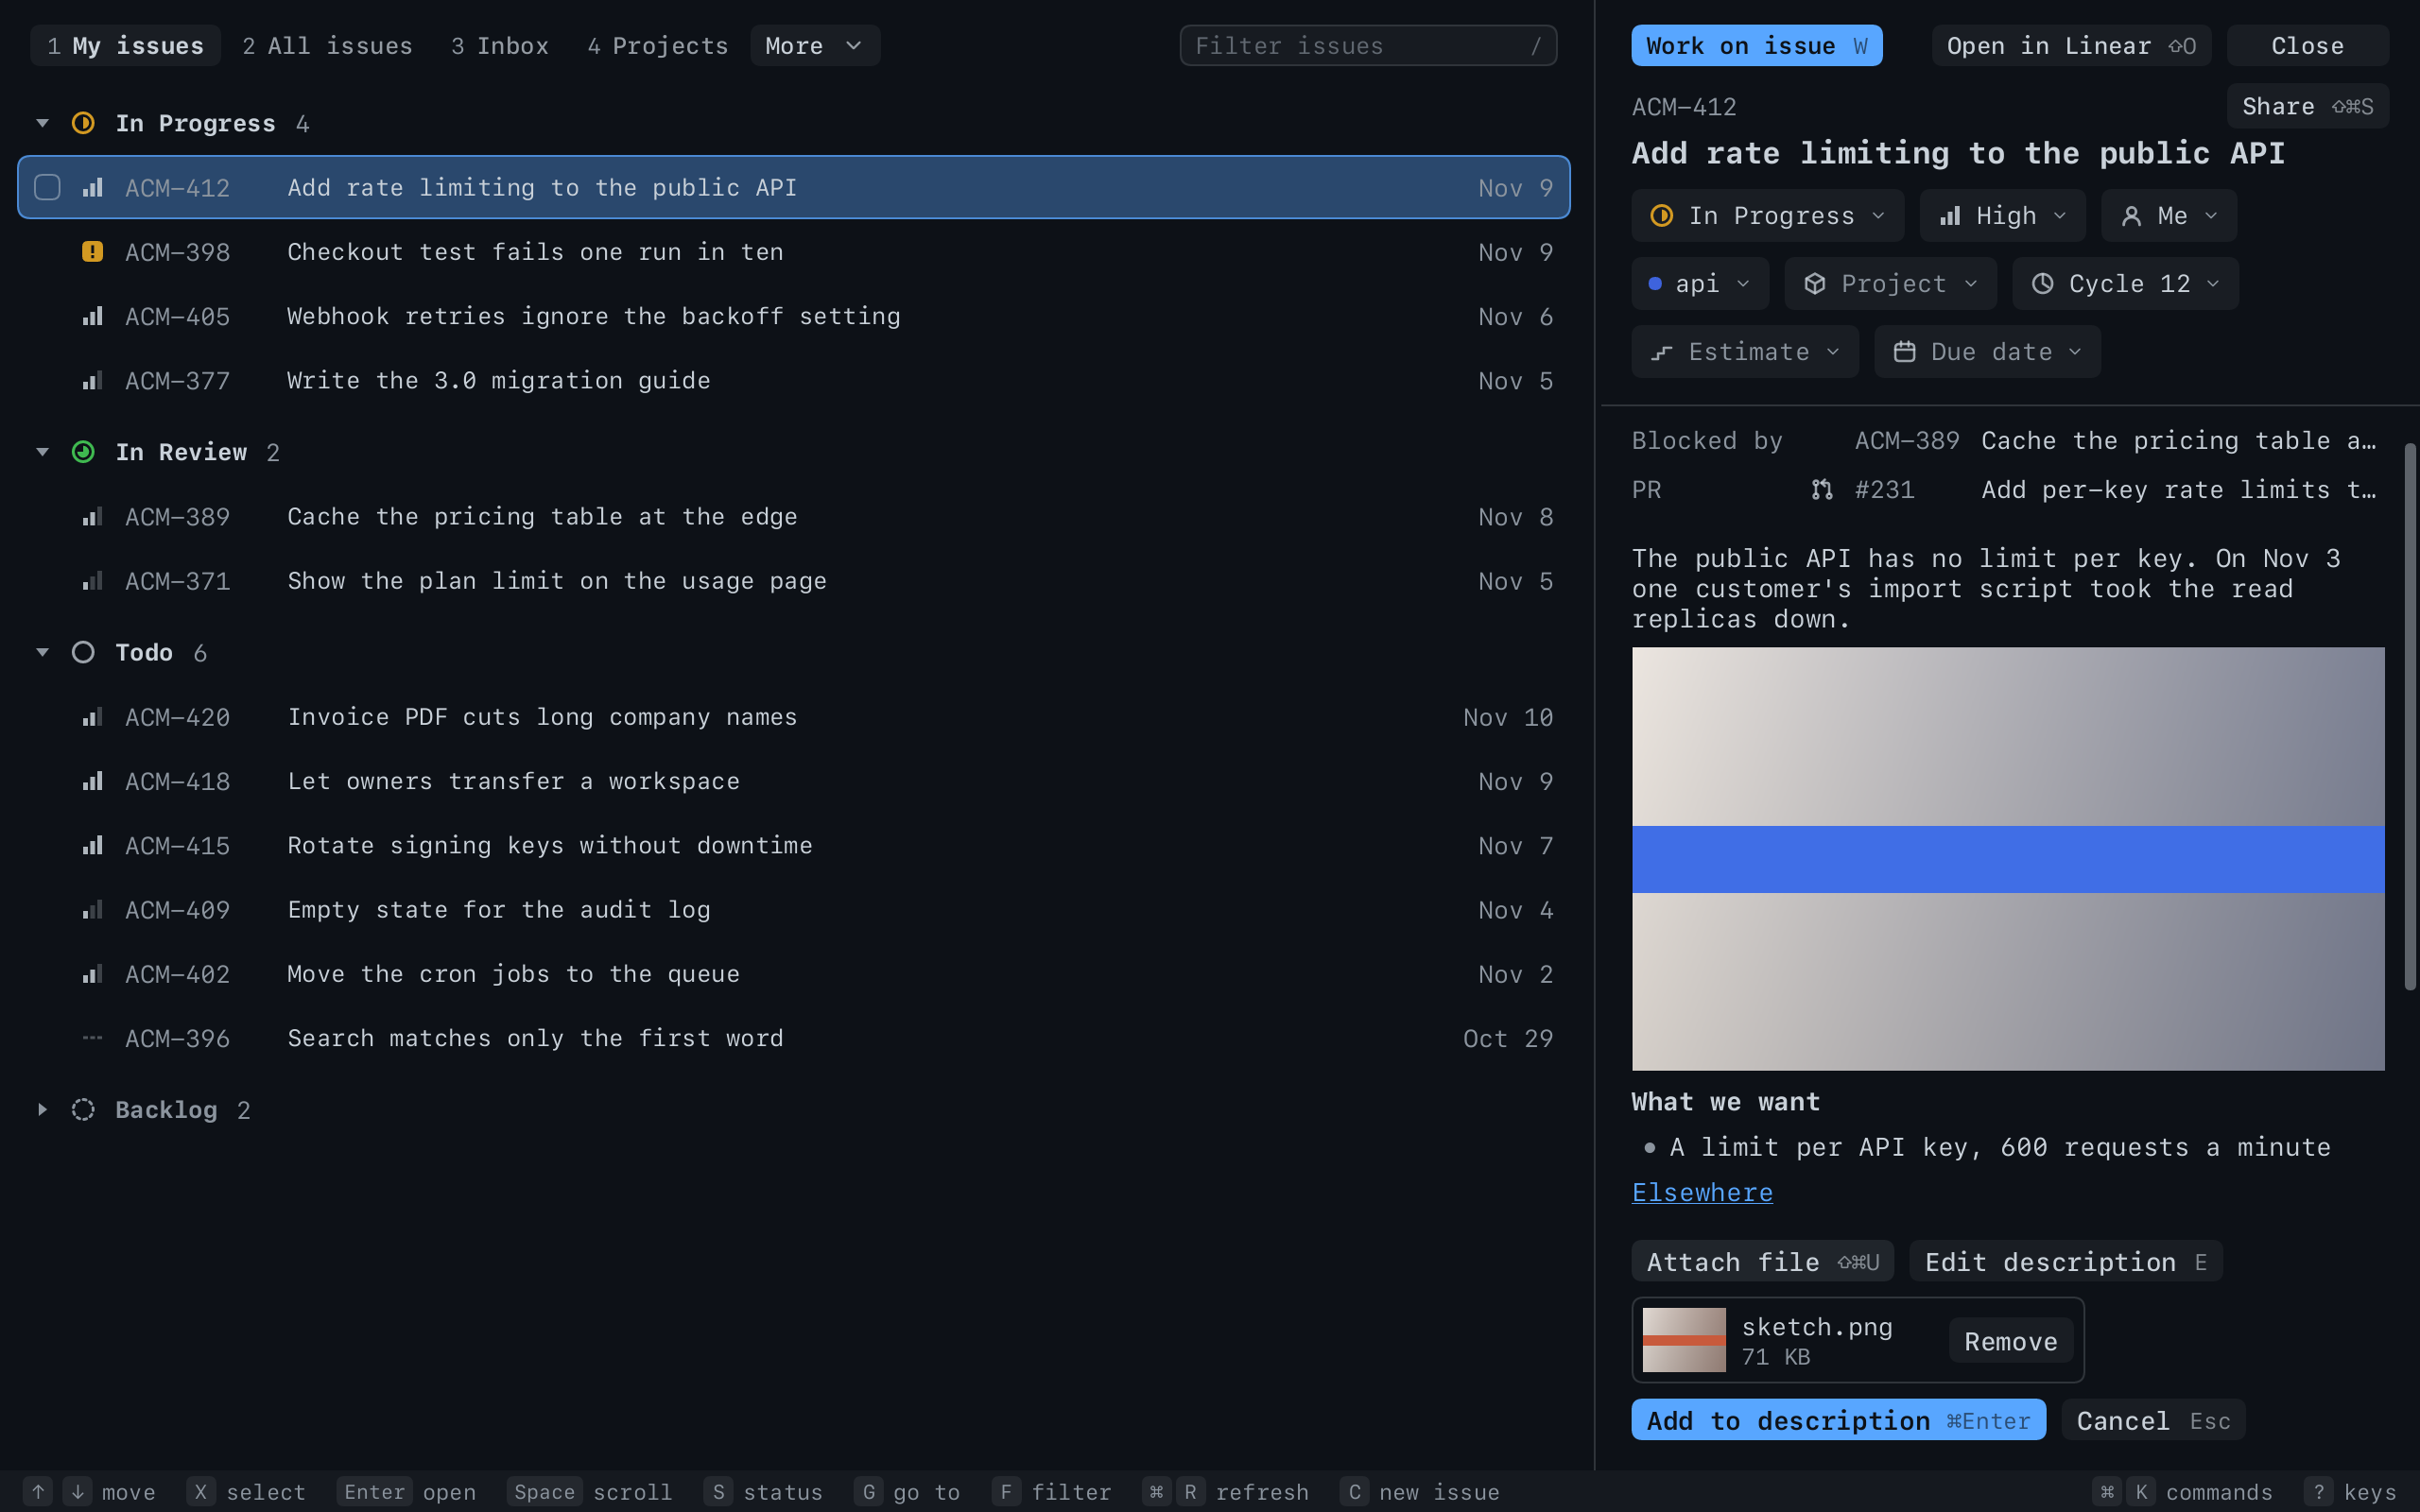 1 My issues 2 All issues 3 Inbox 4 Projects More
Filter issues /
In Progress 4
ACM-412 Add rate limiting to the public API Nov 9
ACM-398 Checkout test fails one run in ten Nov 9
ACM-405 Webhook retries ignore the backoff setting Nov 6
ACM-377 Write the 3.0 migration guide Nov 5
In Review 2
ACM-389 Cache the pricing table at the edge Nov 8
ACM-371 Show the plan limit on the usage page Nov 5
Todo 6
ACM-420 Invoice PDF cuts long company names Nov 10
ACM-418 Let owners transfer a workspace Nov 9
ACM-415 Rotate signing keys without downtime Nov 7
ACM-409 Empty state for the audit log Nov 4
ACM-402 Move the cron jobs to the queue Nov 2
ACM-396 Search matches only the first word Oct 29
Backlog 2
Work on issue W Open in Linear ⇧O Close
ACM-412 Share ⇧⌘S
Add rate limiting to the public API
In Progress High Me
api Project Cycle 12
Estimate Due date
Blocked by ACM-389 Cache the pricing table a…
PR #231 Add per-key rate limits t…
The public API has no limit per key. On Nov 3
one customer's import script took the read
replicas down.
What we want
• A limit per API key, 600 requests a minute
Elsewhere
Attach file ⇧⌘U Edit description E
sketch.png
71 KB
Remove
Add to description ⌘Enter Cancel Esc
↑ ↓ move X select Enter open Space scroll S status G go to F filter ⌘ R refresh C new issue ⌘ K commands ? keys